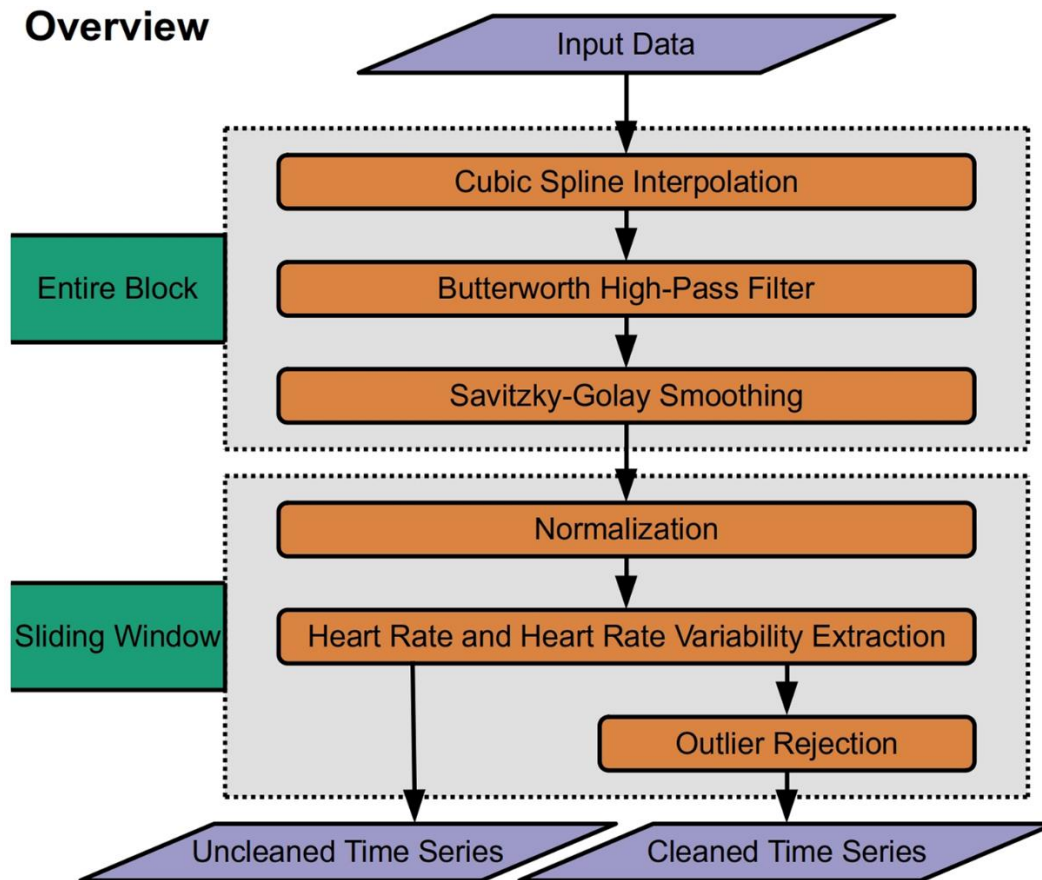 Overview
Input Data
Cubic Spline Interpolation
Entire Block
Butterworth High-Pass Filter
Savitzky-Golay Smoothing
Normalization
Sliding Window
Heart Rate and Heart Rate Variability Extraction
Outlier Rejection
Uncleaned Time Series
Cleaned Time Series